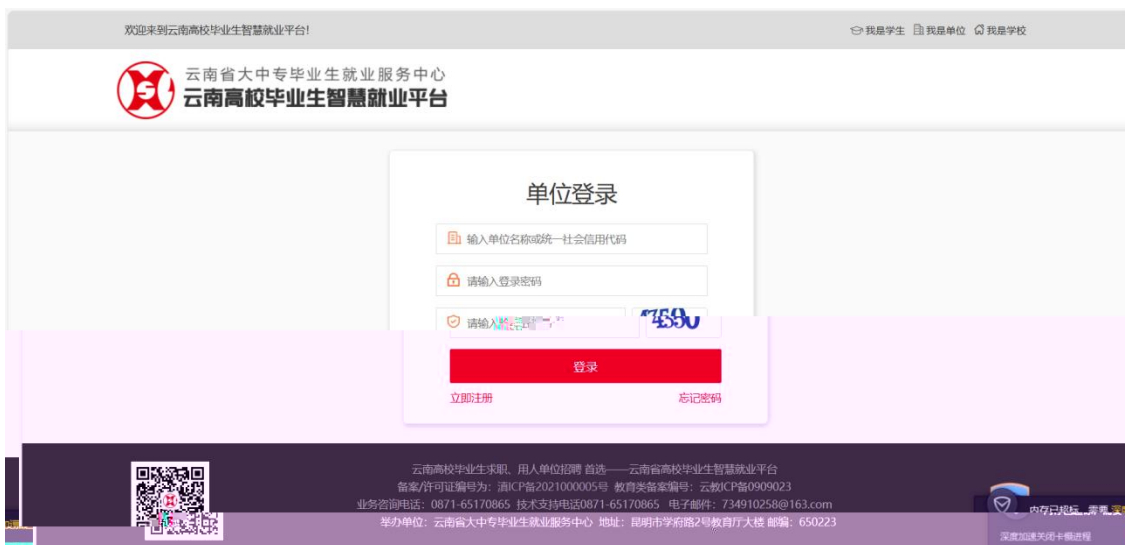 欢迎来到云南高校毕业生智慧就业平台!
我是学生 我是单位 我是学校
云南省大中专毕业生就业服务中心
云南高校毕业生智慧就业平台
单位登录
输入单位名称或统一社会信用代码
请输入登录密码
请输入
登录
立即注册 忘记密码
云南高校毕业生求职、用人单位招聘 首选——云南省高校毕业生智慧就业平台
备案/许可证编号为：滇ICP备2021000005号 教育类备案编号：云教ICP备0909023
业务咨询电话：0871-65170865 技术支持电话0871-65170865 电子邮件：734910258@163.com
举办单位：云南省大中专毕业生就业服务中心 地址：昆明市学府路2号教育厅大楼 邮编：650223
内存已超标，需要
深度加速关闭卡慢进程